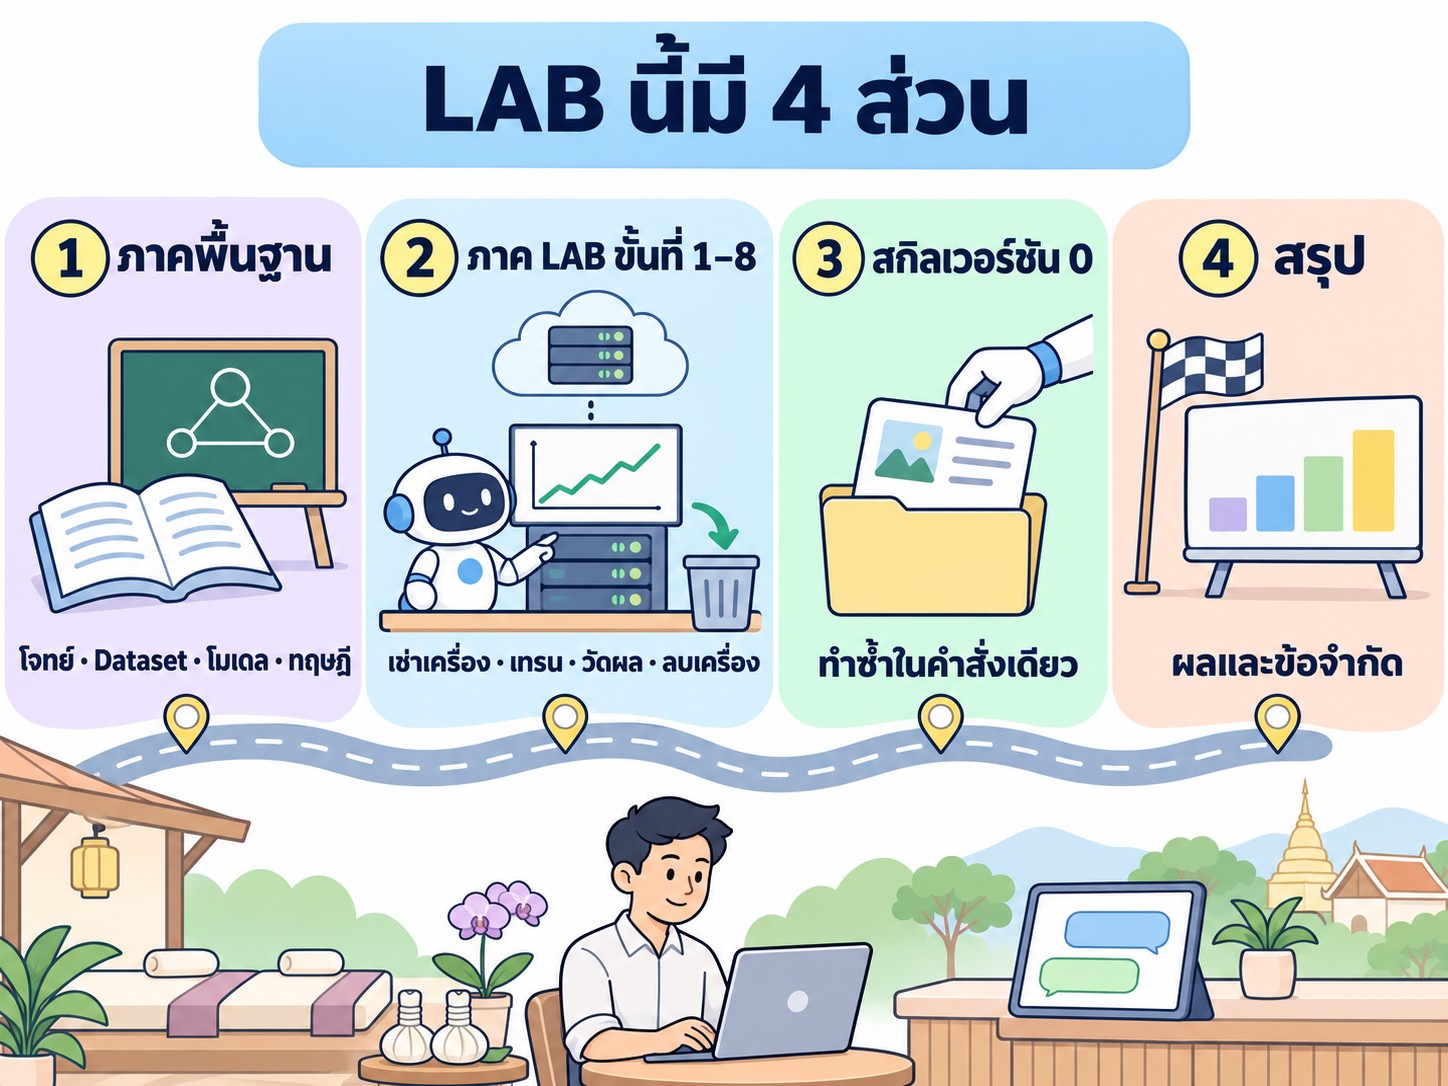 LAB นี้มี 4 ส่วน
1 ภาคพื้นฐาน
โจทย์ · Dataset · โมเดล · ทฤษฎี
2 ภาค LAB ขั้นที่ 1–8
เช่าเครื่อง · เทรน · วัดผล · ลบเครื่อง
3 สกิลเวอร์ชัน 0
ทำซ้ำในคำสั่งเดียว
4 สรุป
ผลและข้อจำกัด